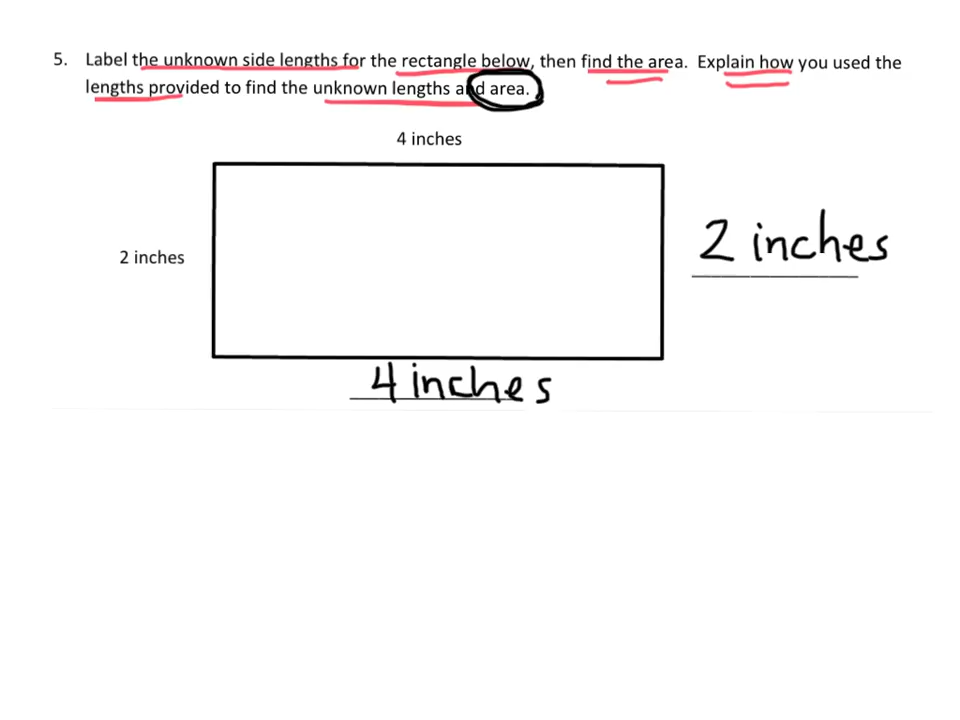 5. Label the unknown side lengths for the rectangle below, then find the area. Explain how you used the
lengths provided to find the unknown lengths and area.
4 inches
2 inches
2 inches
4 inches